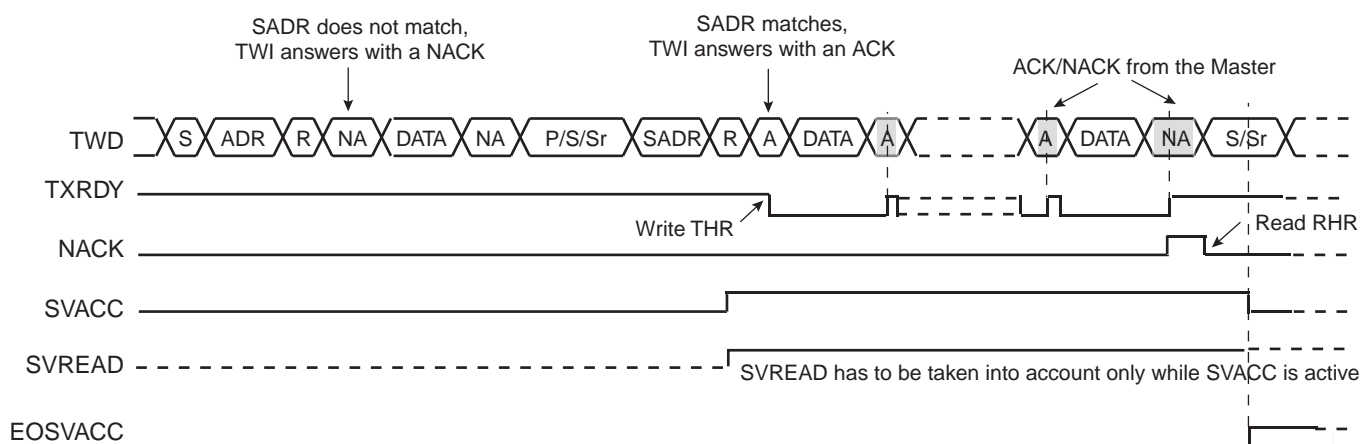 SADR does not match,
TWI answers with a NACK
SADR matches,
TWI answers with an ACK
ACK/NACK from the Master
TWD S ADR R NA DATA NA P/S/Sr SADR R A DATA A A DATA NA S/Sr
TXRDY
Write THR
Read RHR
NACK
SVACC
SVREAD
SVREAD has to be taken into account only while SVACC is active
EOSVACC